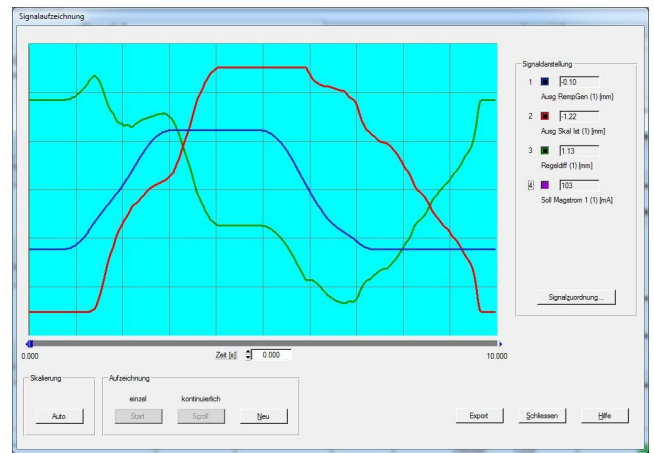 Signalaufzeichnung
Signaldarstellung
1 -0.10
Ausg RempGen (1) [mm]
2 -1.22
Ausg Skal Ist (1) [mm]
3 1.13
Regeldiff (1) [mm]
4 103
Soll Magstrom 1 (1) [mA]
Signalzuordnung...
0.000 Zeit [s] 0.000 10.000
Skalierung
Aufzeichnung
einzel kontinuierlich
Auto Start Scroll Neu
Export Schliessen Hilfe